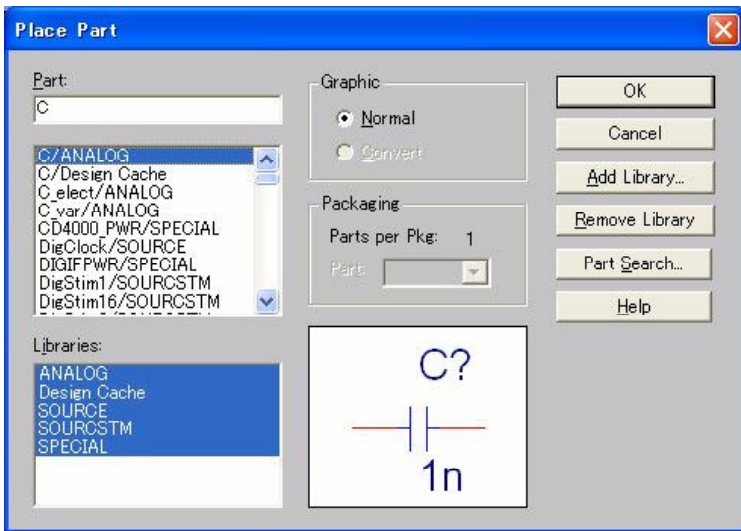 Place Part
Part:
C
C/ANALOG
C/Design Cache
C_elect/ANALOG
C_var/ANALOG
CD4000_PWR/SPECIAL
DigClock/SOURCE
DIGIFPWR/SPECIAL
DigStim1/SOURCSTM
DigStim16/SOURCSTM
Libraries:
ANALOG
Design Cache
SOURCE
SOURCSTM
SPECIAL
Graphic
Normal
Convert
Packaging
Parts per Pkg: 1
Part:
C?
1n
OK
Cancel
Add Library...
Remove Library
Part Search...
Help